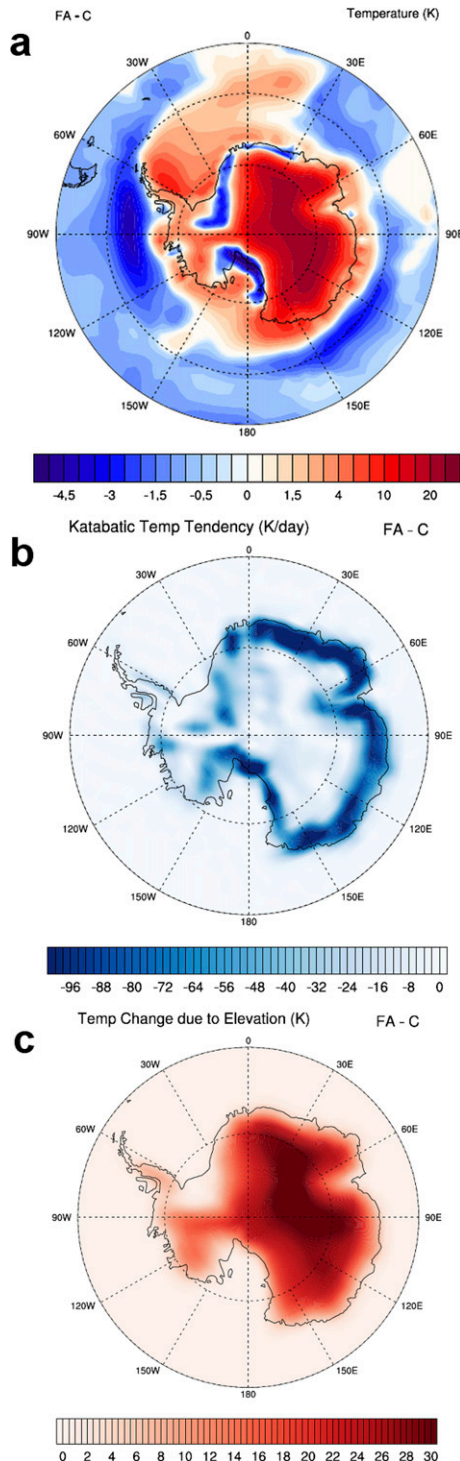 FA - C Temperature (K)
a
0
30W 30E
60W 60E
90W 90E
120W 120E
150W 150E
180
-4,5 -3 -1,5 -0,5 0 1,5 4 10 20
Katabatic Temp Tendency (K/day) FA - C
b
0
30W 30E
60W 60E
90W 90E
120W 120E
150W 150E
180
-96 -88 -80 -72 -64 -56 -48 -40 -32 -24 -16 -8 0
Temp Change due to Elevation (K) FA - C
c
0
30W 30E
60W 60E
90W 90E
120W 120E
150W 150E
180
0 2 4 6 8 10 12 14 16 18 20 22 24 26 28 30